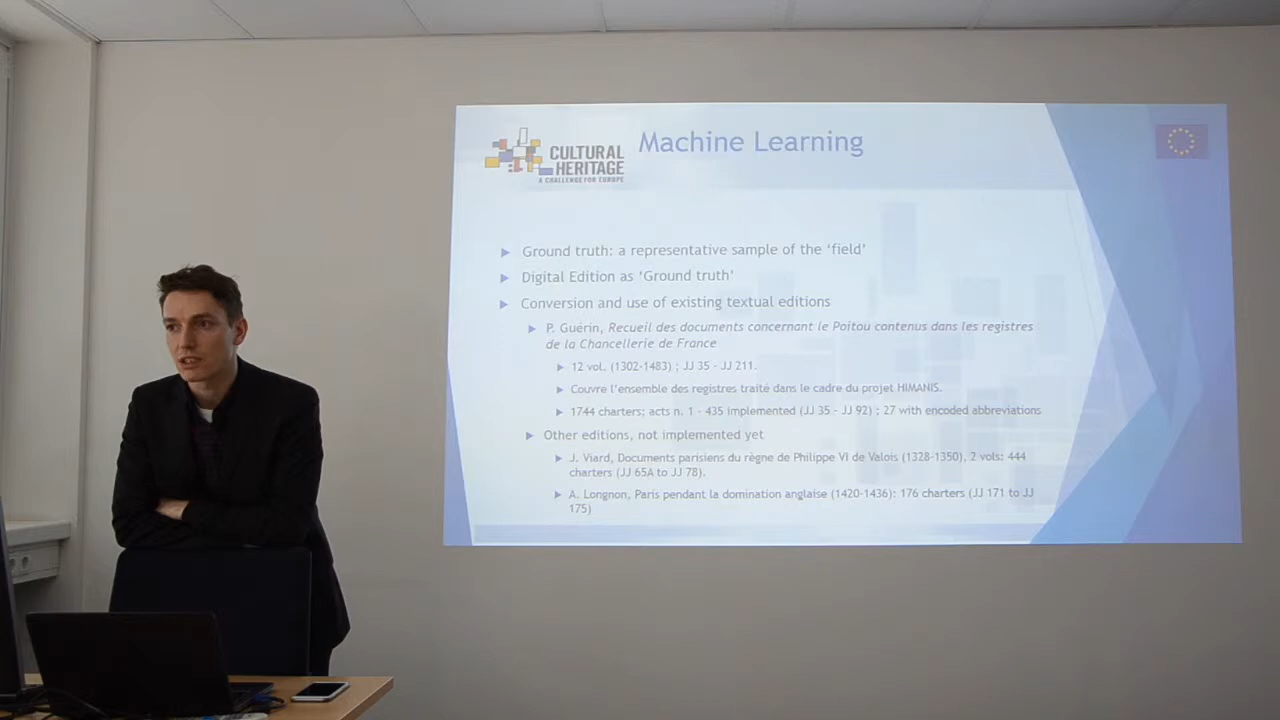 CULTURAL
HERITAGE
A CHALLENGE FOR EUROPE
Machine Learning
Ground truth: a representative sample of the ‘field’
Digital Edition as ‘Ground truth’
Conversion and use of existing textual editions
P. Guérin, Recueil des documents concernant le Poitou contenus dans les registres
de la Chancellerie de France
12 vol. (1302-1483) ; JJ 35 - JJ 211.
Couvre l’ensemble des registres traité dans le cadre du projet HIMANIS.
1744 charters; acts n. 1 - 435 implemented (JJ 35 - JJ 92) ; 27 with encoded abbreviations
Other editions, not implemented yet
J. Viard, Documents parisiens du règne de Philippe VI de Valois (1328-1350), 2 vols: 444
charters (JJ 65A to JJ 78).
A. Longnon, Paris pendant la domination anglaise (1420-1436): 176 charters (JJ 171 to JJ
175)